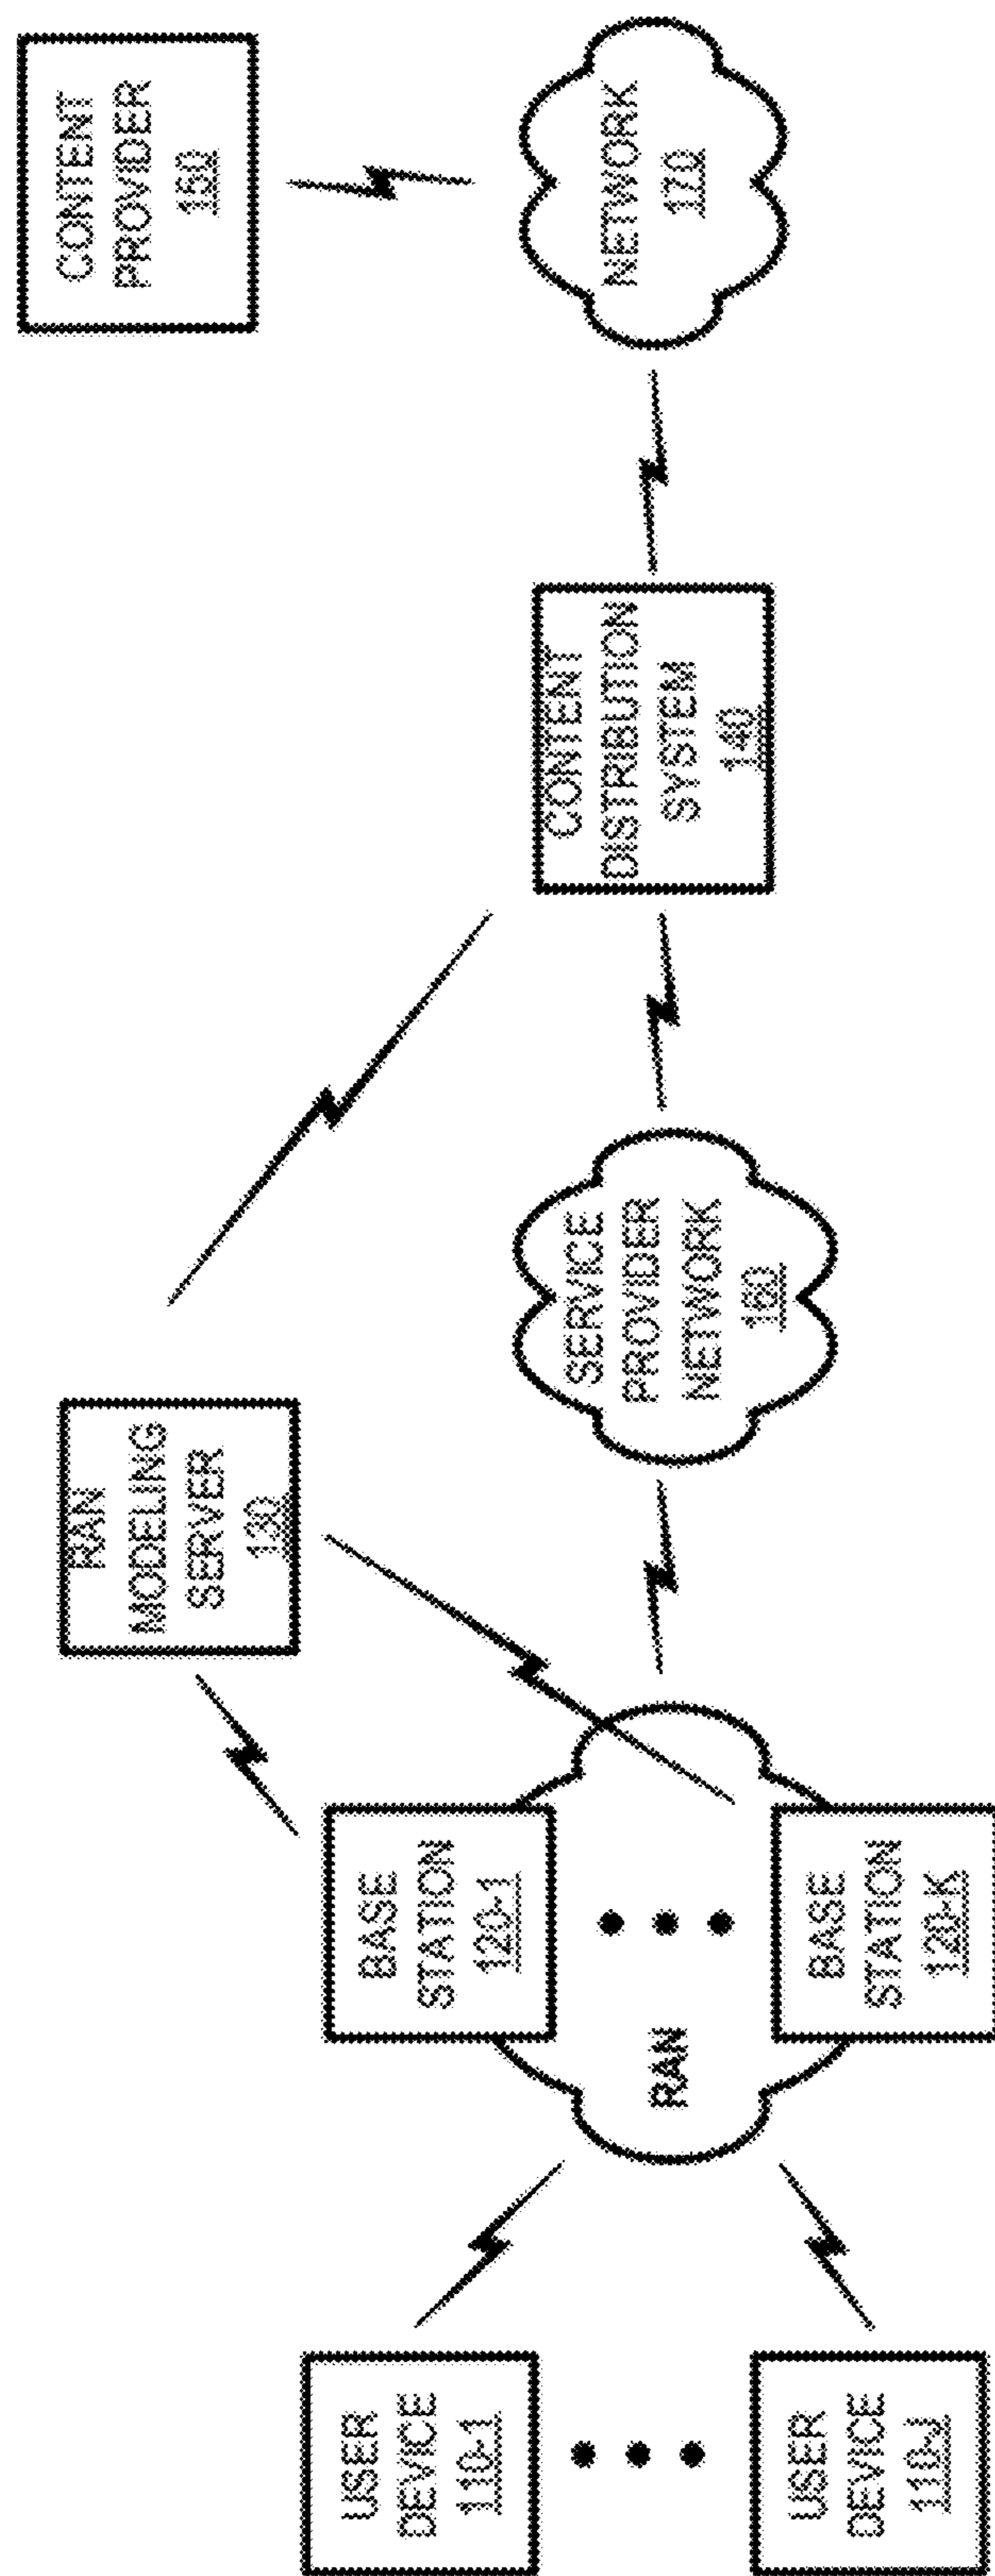 USER
DEVICE
110-1
USER
DEVICE
110-J
BASE
STATION
120-1
RAN
BASE
STATION
120-K
RAN
MODELING
SERVER
130
SERVICE
PROVIDER
NETWORK
160
CONTENT
DISTRIBUTION
SYSTEM
140
CONTENT
PROVIDER
150
NETWORK
170